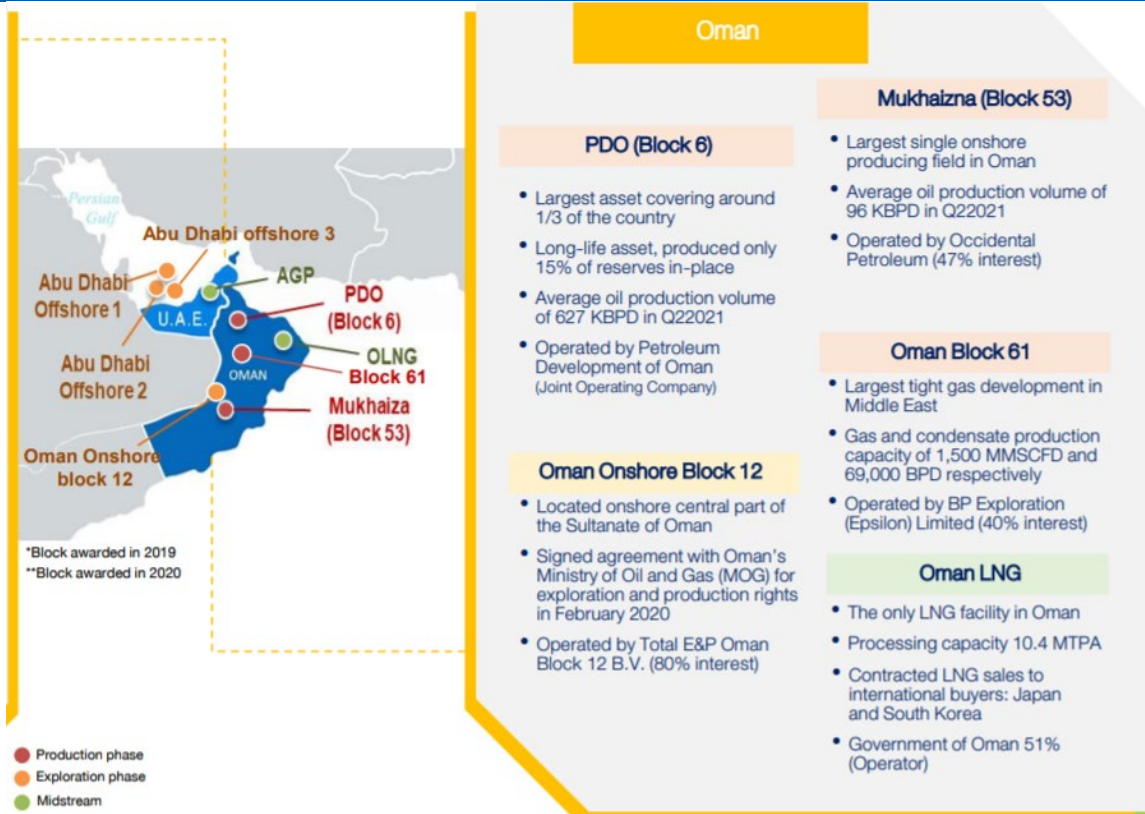 Oman
Persian
Gulf
Abu Dhabi offshore 3
Abu Dhabi
Offshore 1
AGP
U.A.E.
PDO
(Block 6)
Abu Dhabi
Offshore 2
OLNG
OMAN
Block 61
Mukhaiza
(Block 53)
Oman Onshore
block 12
*Block awarded in 2019
**Block awarded in 2020
Production phase
Exploration phase
Midstream
PDO (Block 6)
• Largest asset covering around
1/3 of the country
• Long-life asset, produced only
15% of reserves in-place
• Average oil production volume
of 627 KBPD in Q22021
• Operated by Petroleum
Development of Oman
(Joint Operating Company)
Oman Onshore Block 12
• Located onshore central part of
the Sultanate of Oman
• Signed agreement with Oman's
Ministry of Oil and Gas (MOG) for
exploration and production rights
in February 2020
• Operated by Total E&P Oman
Block 12 B.V. (80% interest)
Mukhaizna (Block 53)
• Largest single onshore
producing field in Oman
• Average oil production volume of
96 KBPD in Q22021
• Operated by Occidental
Petroleum (47% interest)
Oman Block 61
• Largest tight gas development in
Middle East
• Gas and condensate production
capacity of 1,500 MMSCFD and
69,000 BPD respectively
• Operated by BP Exploration
(Epsilon) Limited (40% interest)
Oman LNG
• The only LNG facility in Oman
• Processing capacity 10.4 MTPA
• Contracted LNG sales to
international buyers: Japan
and South Korea
• Government of Oman 51%
(Operator)